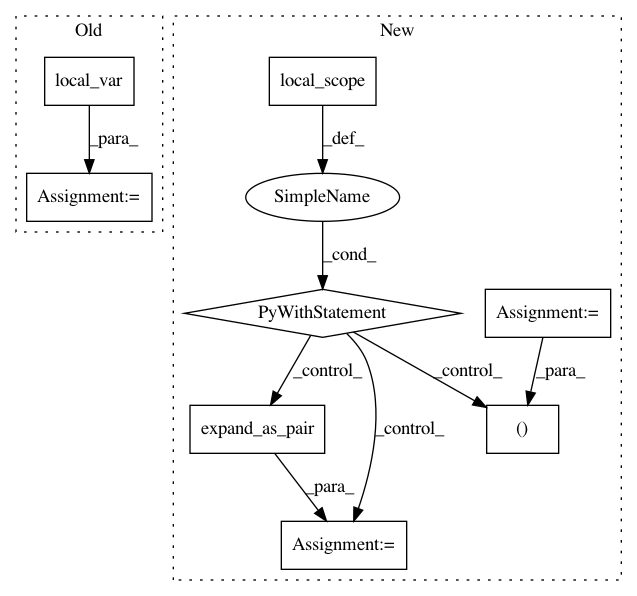 Old
New
local_var
local_scope
_para_
_def_
Assignment:=
SimpleName
_cond_
PyWithStatement
Assignment:=
_control_
_control_
_para_
expand_as_pair
_control_
()
_para_
Assignment:=